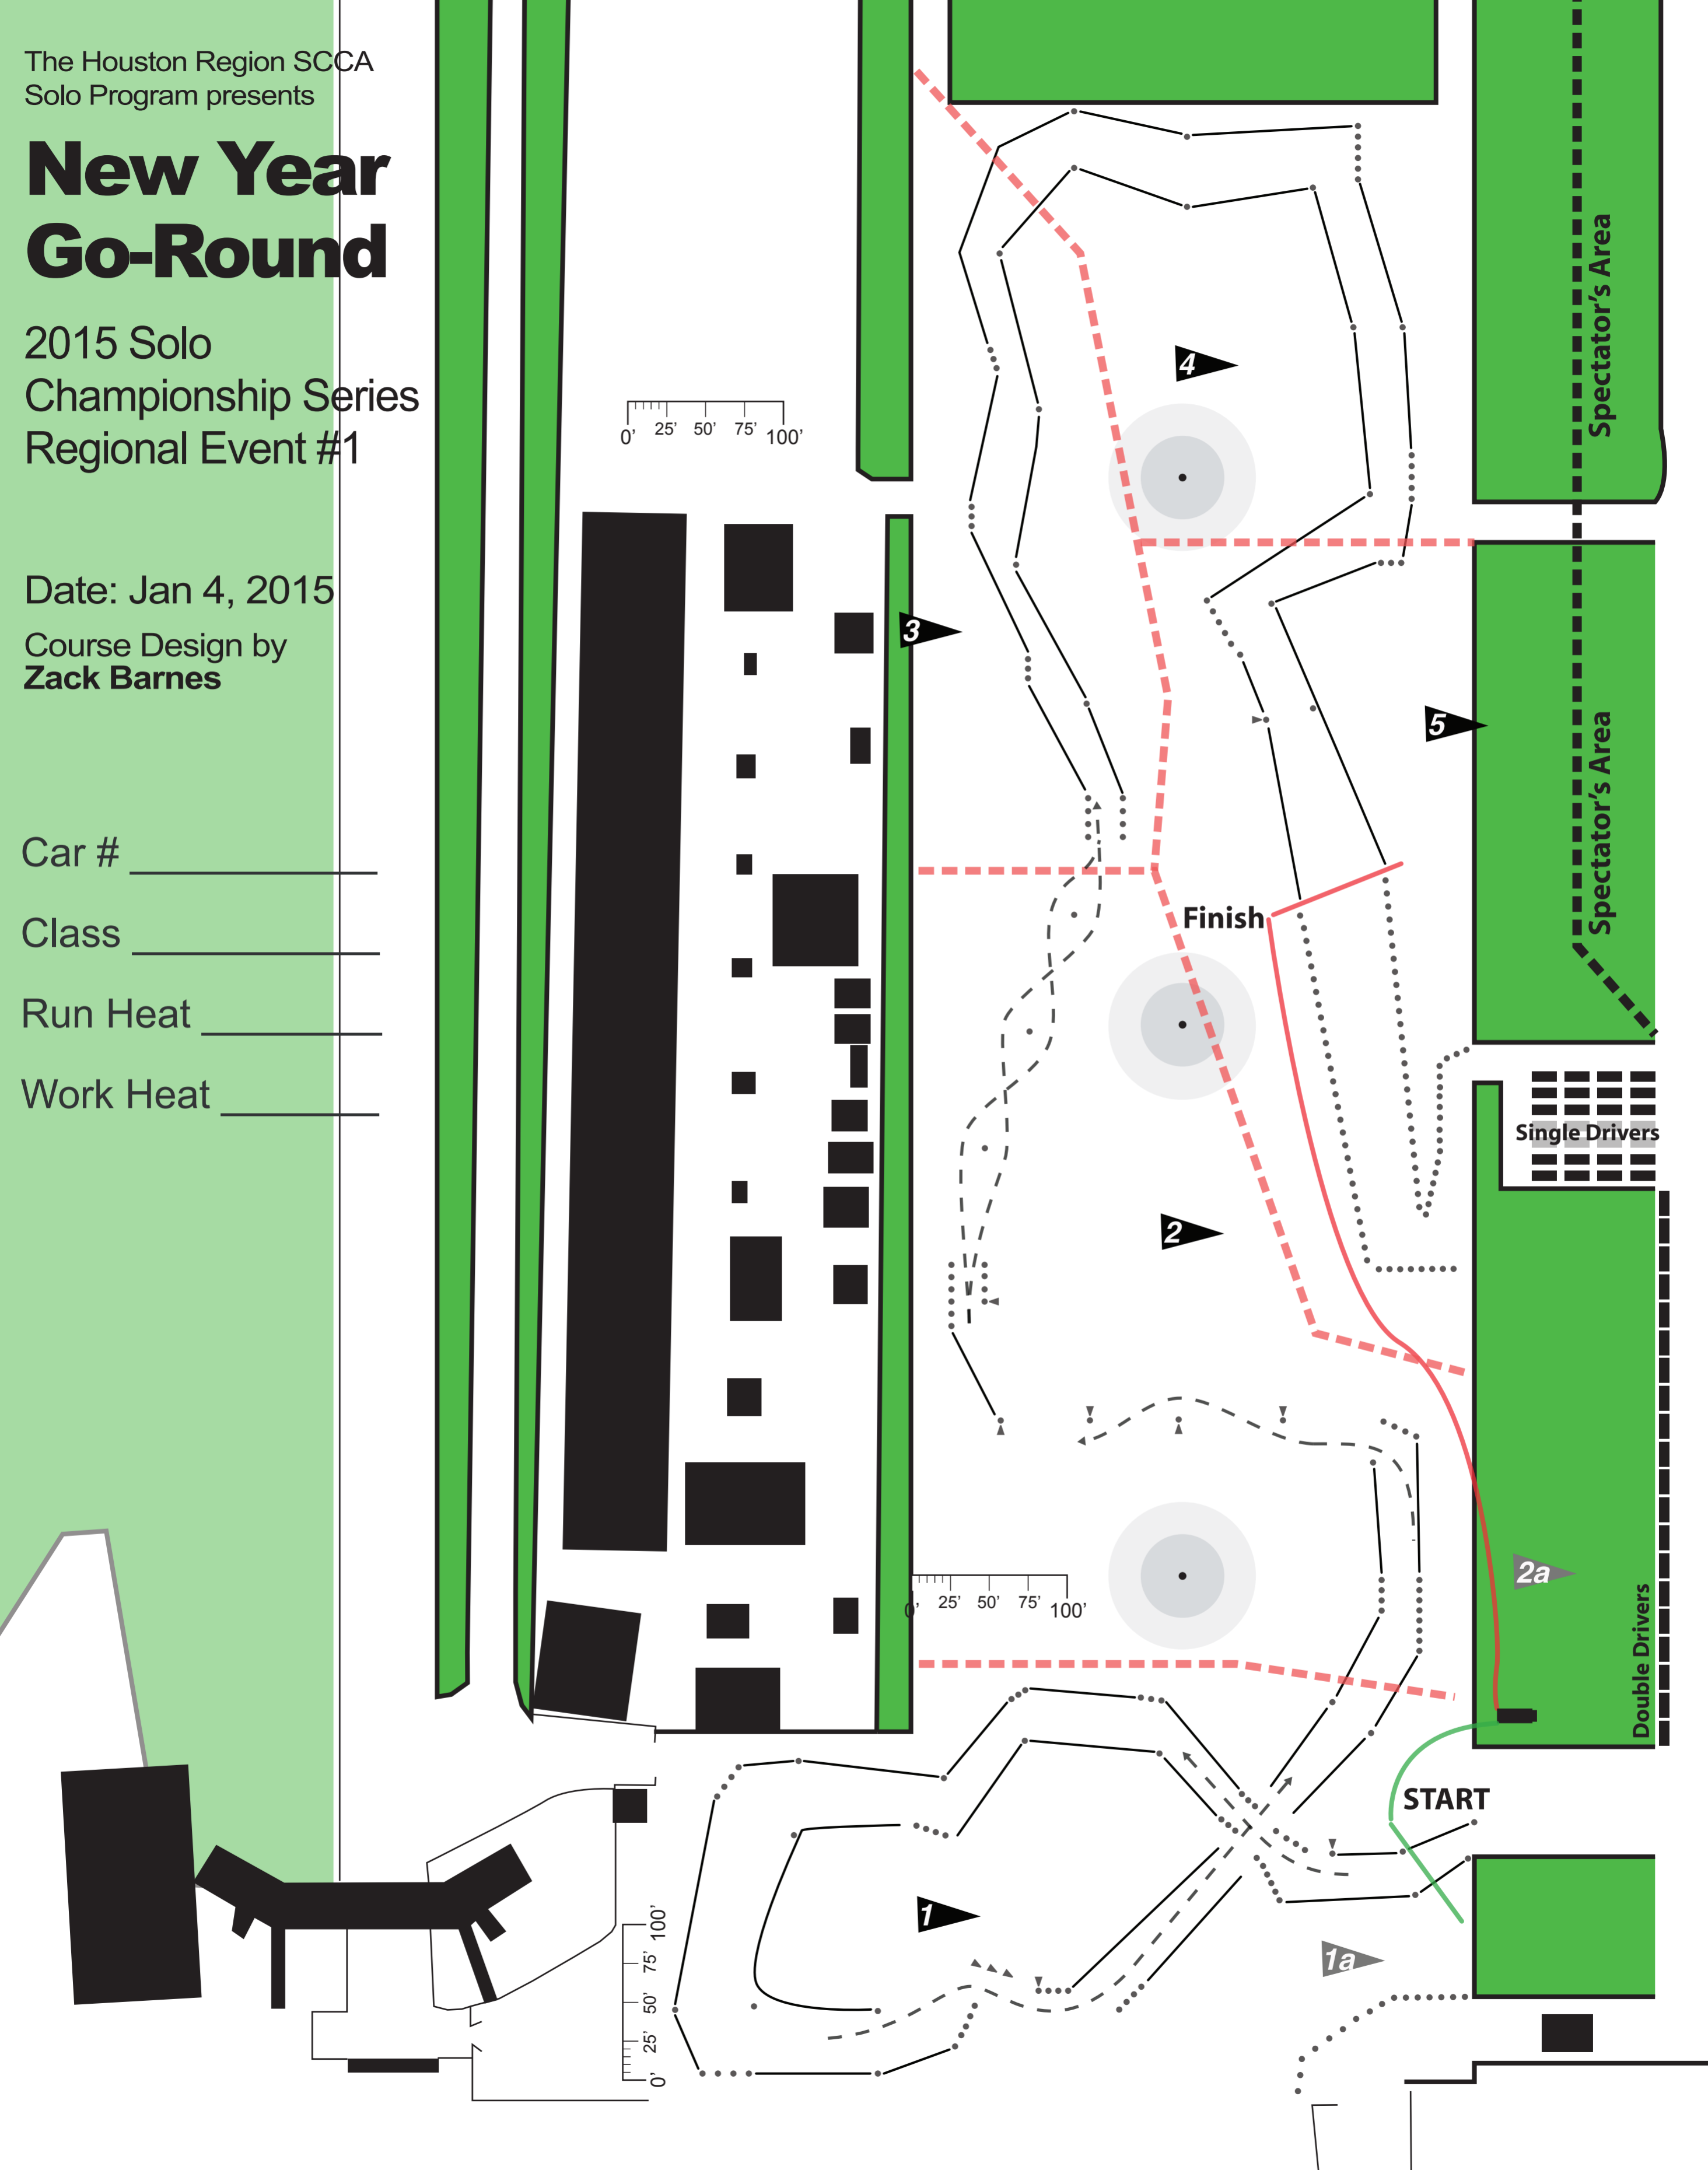 The Houston Region SCCA
Solo Program presents
New Year
Go-Round
2015 Solo
Championship Series
Regional Event #1
Date: Jan 4, 2015
Course Design by
Zack Barnes
Car #
Class
Run Heat
Work Heat
0' 25' 50' 75' 100'
4
Spectator's Area
3
5
Spectator's Area
Finish
Single Drivers
2
2a
0' 25' 50' 75' 100'
Double Drivers
START
1
1a
0' 25' 50' 75' 100'